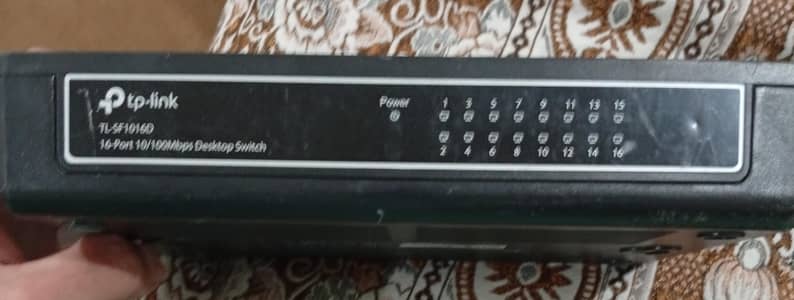 tp-link
TL-SF1016D
16-Port 10/100Mbps Desktop Switch
Power
1 3 5 7 9 11 13 15
2 4 6 8 10 12 14 16